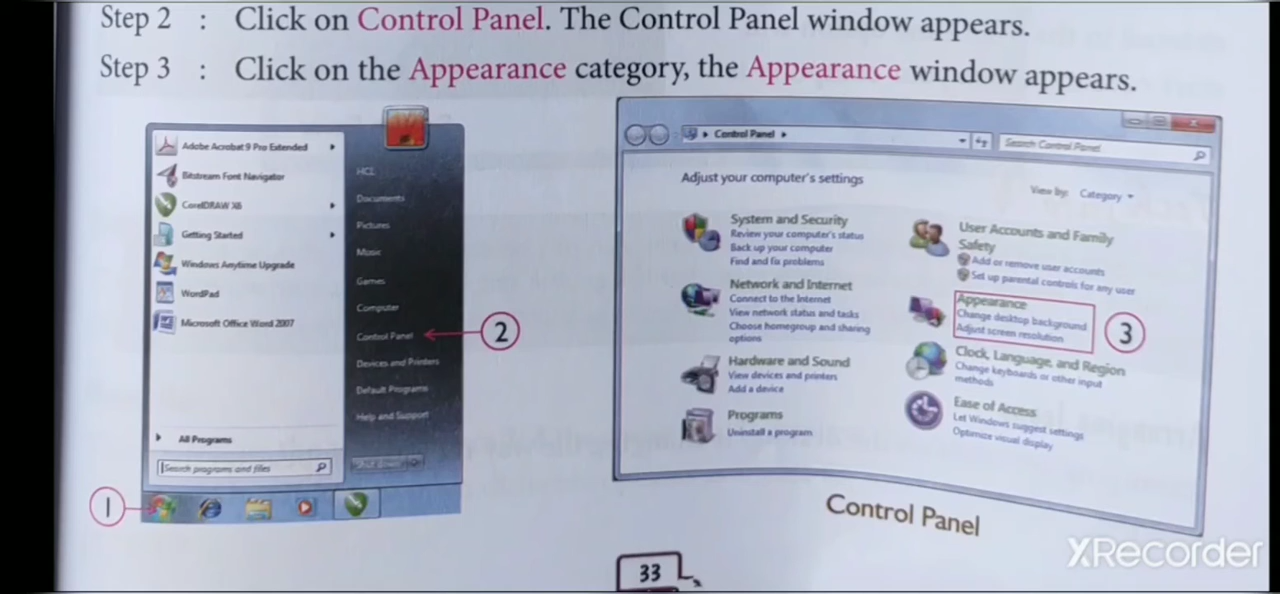 Step 2 : Click on Control Panel. The Control Panel window appears.
Step 3 : Click on the Appearance category, the Appearance window appears.
Adobe Acrobat 9 Pro Extended
Bitstream Font Navigator
CorelDRAW X6
Getting Started
Windows Anytime Upgrade
WordPad
Microsoft Office Word 2007
All Programs
Search programs and files
HCL
Documents
Pictures
Music
Games
Computer
Control Panel
2
Devices and Printers
Default Programs
Help and Support
Shut down
1
Control Panel
Search Control Panel
Adjust your computer's settings
View by: Category
System and Security
Review your computer's status
Back up your computer
Find and fix problems
Network and Internet
Connect to the Internet
View network status and tasks
Choose homegroup and sharing
options
Hardware and Sound
View devices and printers
Add a device
Programs
Uninstall a program
User Accounts and Family
Safety
Add or remove user accounts
Set up parental controls for any user
Appearance
Change desktop background
Adjust screen resolution
3
Clock, Language, and Region
Change keyboards or other input
methods
Ease of Access
Let Windows suggest settings
Optimize visual display
Control Panel
33
XRecorder